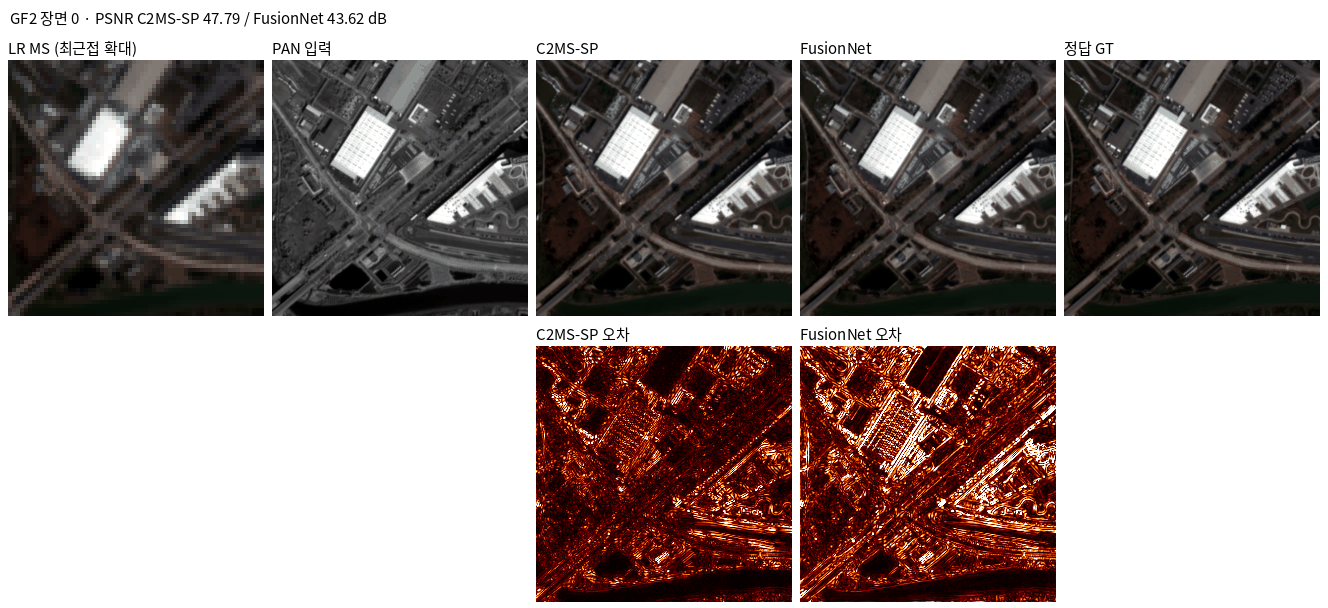 GF2 장면 0 · PSNR C2MS-SP 47.79 / FusionNet 43.62 dB
LR MS (최근접 확대)
PAN 입력
C2MS-SP
FusionNet
정답 GT
C2MS-SP 오차
FusionNet 오차